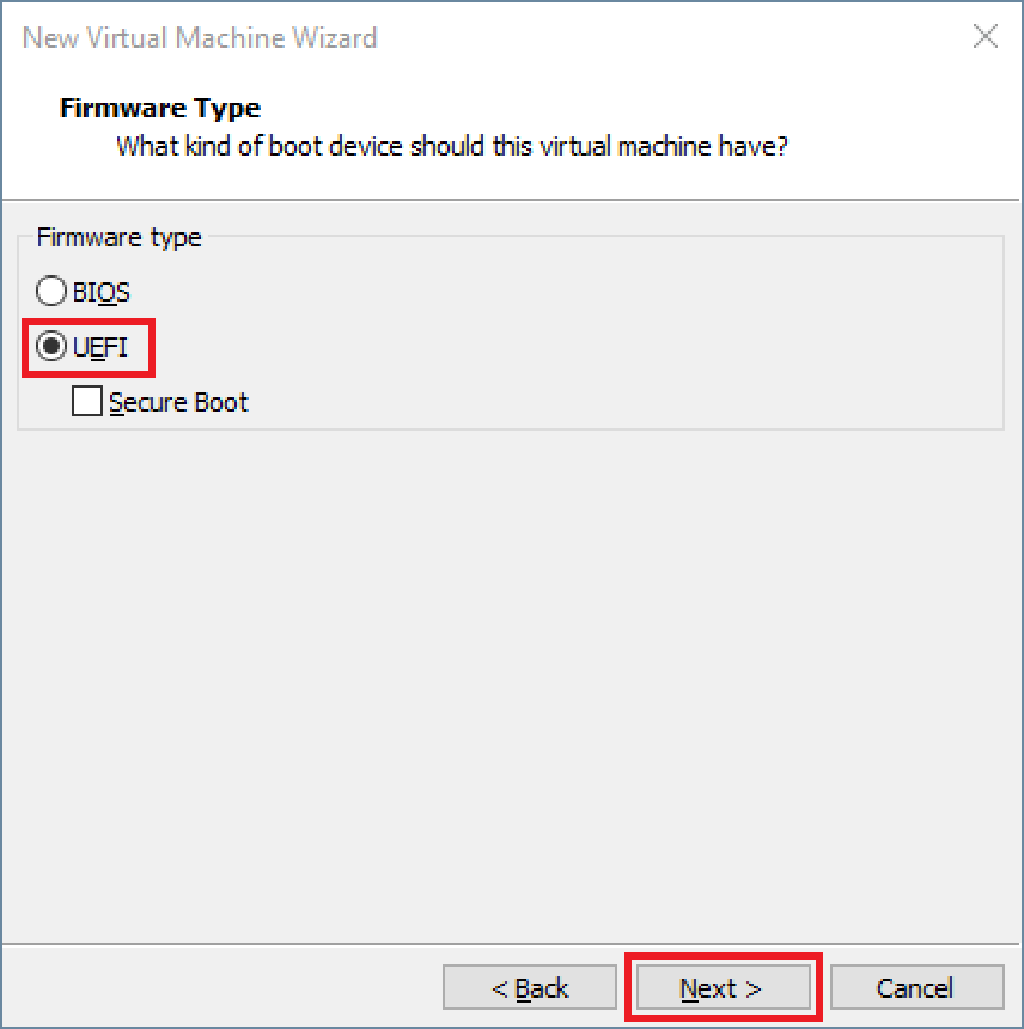 New Virtual Machine Wizard
Firmware Type
What kind of boot device should this virtual machine have?
Firmware type
BIOS
UEFI
Secure Boot
< Back Next > Cancel